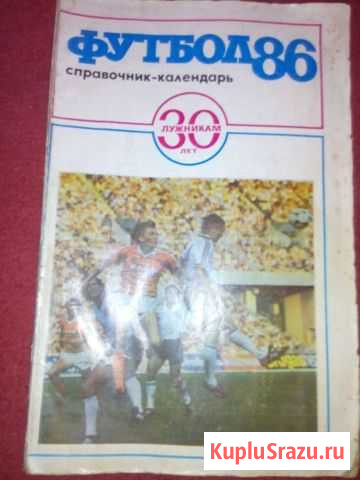 ФУТБОЛ86
справочник-календарь
30
ЛУЖНИКАМ
ЛЕТ
KupluSrazu.ru